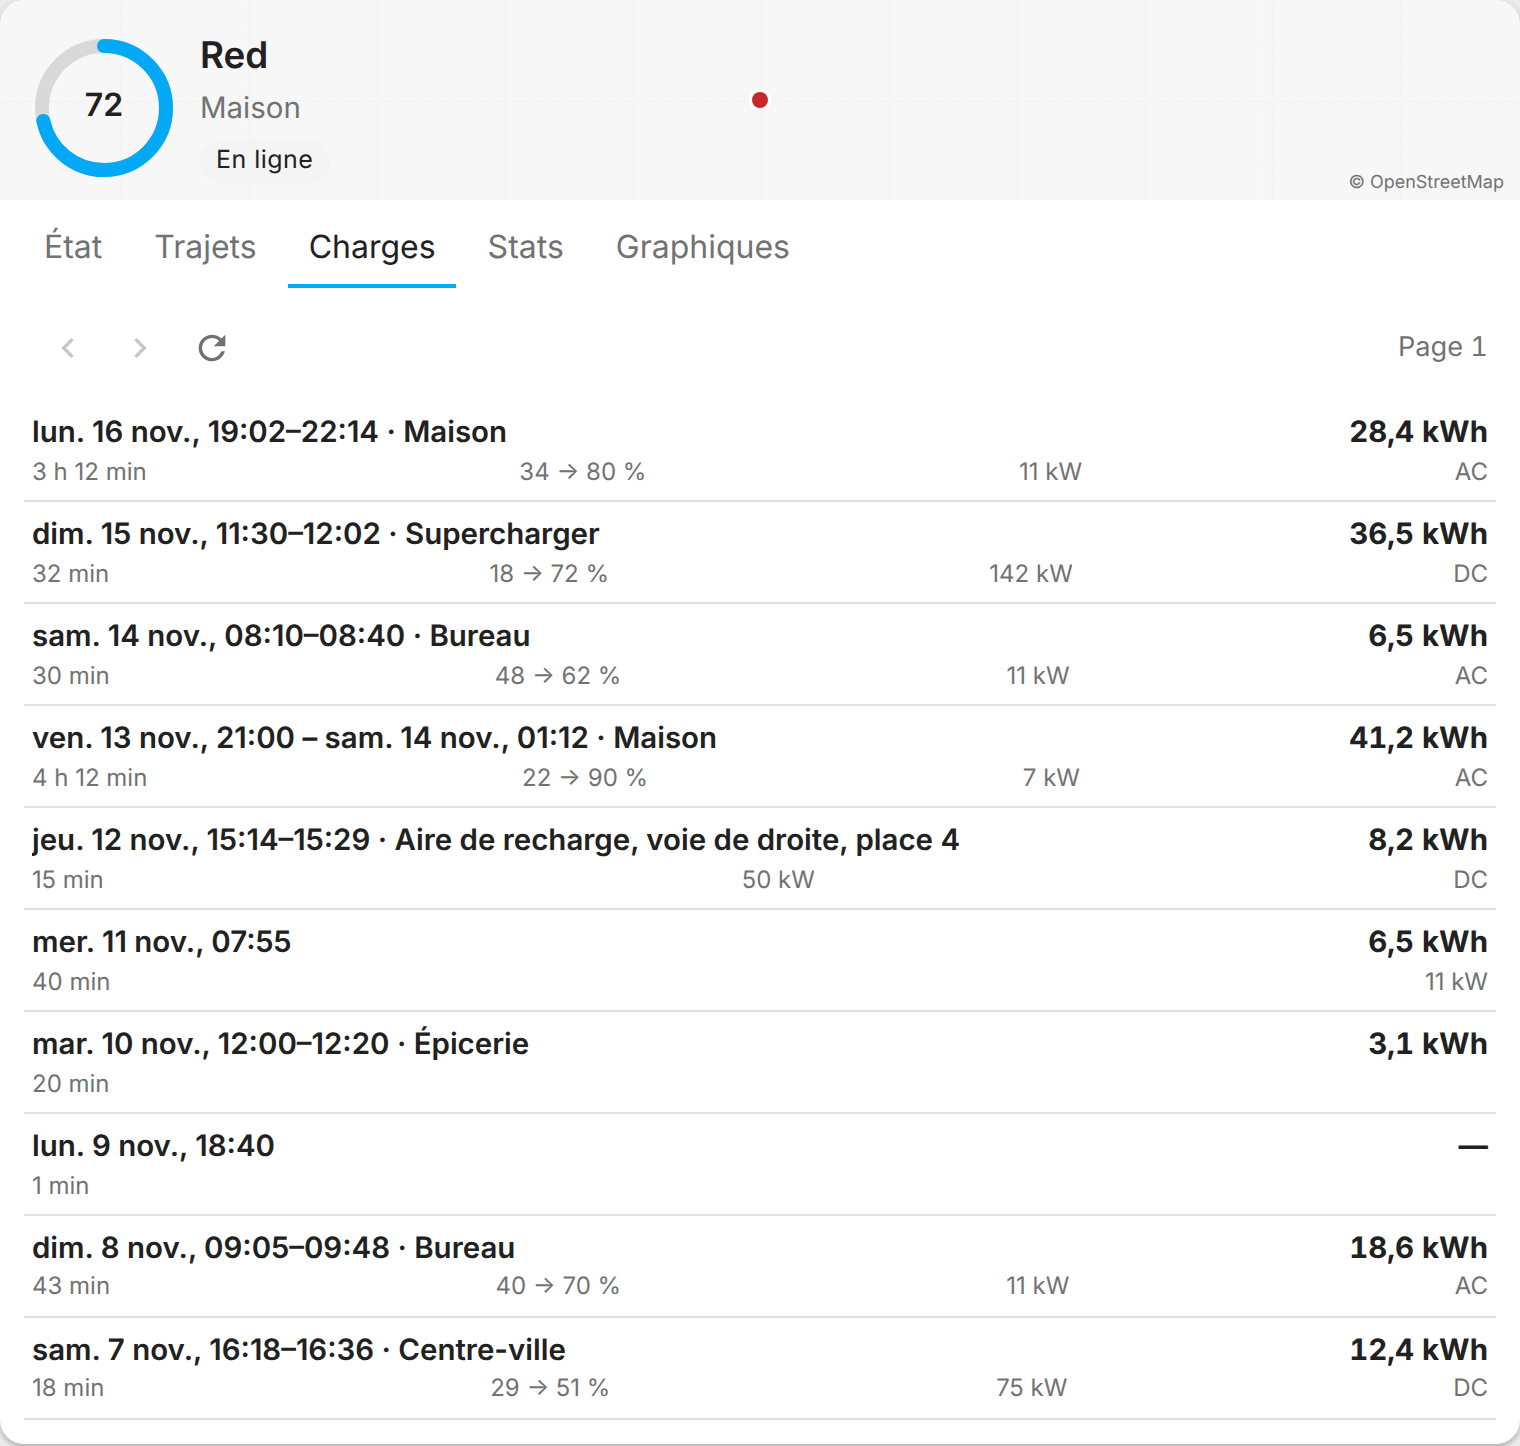 72
Red
Maison
En ligne
© OpenStreetMap
État Trajets Charges Stats Graphiques
Page 1
lun. 16 nov., 19:02–22:14 · Maison 28,4 kWh
3 h 12 min 34 → 80 % 11 kW AC
dim. 15 nov., 11:30–12:02 · Supercharger 36,5 kWh
32 min 18 → 72 % 142 kW DC
sam. 14 nov., 08:10–08:40 · Bureau 6,5 kWh
30 min 48 → 62 % 11 kW AC
ven. 13 nov., 21:00 – sam. 14 nov., 01:12 · Maison 41,2 kWh
4 h 12 min 22 → 90 % 7 kW AC
jeu. 12 nov., 15:14–15:29 · Aire de recharge, voie de droite, place 4 8,2 kWh
15 min 50 kW DC
mer. 11 nov., 07:55 6,5 kWh
40 min 11 kW
mar. 10 nov., 12:00–12:20 · Épicerie 3,1 kWh
20 min
lun. 9 nov., 18:40 —
1 min
dim. 8 nov., 09:05–09:48 · Bureau 18,6 kWh
43 min 40 → 70 % 11 kW AC
sam. 7 nov., 16:18–16:36 · Centre-ville 12,4 kWh
18 min 29 → 51 % 75 kW DC